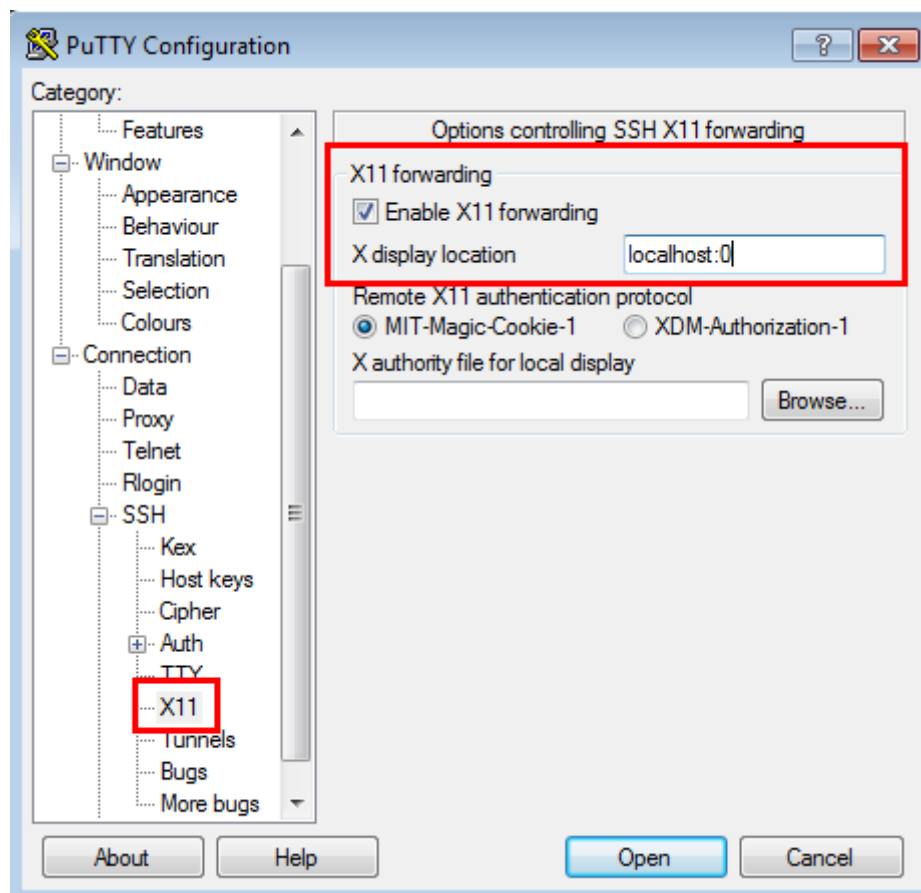 PuTTY Configuration
Category:
Features
Window
Appearance
Behaviour
Translation
Selection
Colours
Connection
Data
Proxy
Telnet
Rlogin
SSH
Kex
Host keys
Cipher
Auth
TTY
X11
Tunnels
Bugs
More bugs
Options controlling SSH X11 forwarding
X11 forwarding
Enable X11 forwarding
X display location localhost:0
Remote X11 authentication protocol
MIT-Magic-Cookie-1 XDM-Authorization-1
X authority file for local display
Browse...
About Help Open Cancel